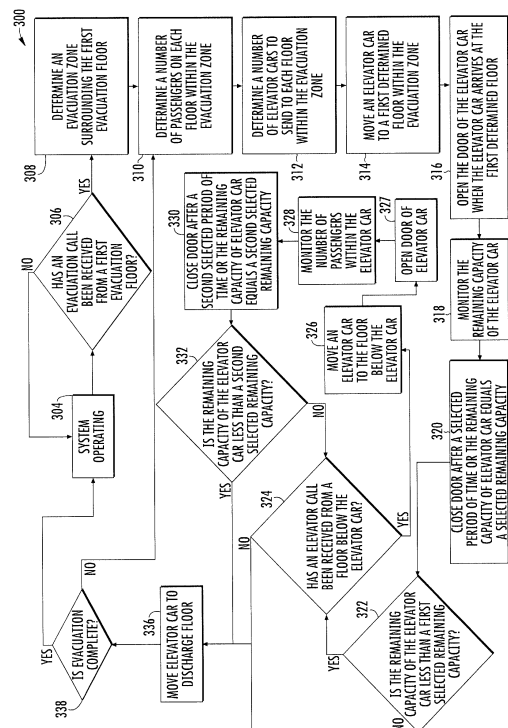 300
SYSTEM
OPERATING
304
HAS AN
EVACUATION CALL
BEEN RECEIVED
FROM A FIRST
EVACUATION
FLOOR?
306
NO
YES
DETERMINE AN
EVACUATION ZONE
SURROUNDING THE FIRST
EVACUATION FLOOR
308
DETERMINE A NUMBER
OF PASSENGERS ON EACH
FLOOR WITHIN THE
EVACUATION ZONE
310
DETERMINE A NUMBER
OF ELEVATOR CARS TO
SEND TO EACH FLOOR
WITHIN THE EVACUATION
ZONE
312
MOVE AN ELEVATOR CAR
TO A FIRST DETERMINED
FLOOR WITHIN THE
EVACUATION ZONE
314
OPEN THE DOOR OF THE ELEVATOR CAR
WHEN THE ELEVATOR CAR ARRIVES AT THE
FIRST DETERMINED FLOOR
316
MONITOR THE
REMAINING CAPACITY
OF THE ELEVATOR CAR
318
CLOSE DOOR AFTER A SELECTED
PERIOD OF TIME OR THE REMAINING
CAPACITY OF ELEVATOR CAR EQUALS
A SELECTED REMAINING CAPACITY
320
IS THE REMAINING
CAPACITY OF THE ELEVATOR
CAR LESS THAN A FIRST
SELECTED REMAINING
CAPACITY?
322
YES
NO
HAS AN ELEVATOR CALL
BEEN RECEIVED FROM A
FLOOR BELOW THE
ELEVATOR CAR?
324
NO
YES
MOVE AN
ELEVATOR CAR
TO THE FLOOR
BELOW THE
ELEVATOR CAR
326
OPEN DOOR OF
ELEVATOR CAR
327
MONITOR THE
NUMBER OF
PASSENGERS
WITHIN THE
ELEVATOR CAR
328
CLOSE DOOR AFTER A
SECOND SELECTED PERIOD OF
TIME OR THE REMAINING
CAPACITY OF ELEVATOR CAR
EQUALS A SECOND SELECTED
REMAINING CAPACITY
330
IS THE REMAINING
CAPACITY OF THE ELEVATOR
CAR LESS THAN A SECOND
SELECTED REMAINING
CAPACITY?
332
YES
NO
MOVE ELEVATOR CAR TO
DISCHARGE FLOOR
336
IS EVACUATION
COMPLETE?
338
YES
NO